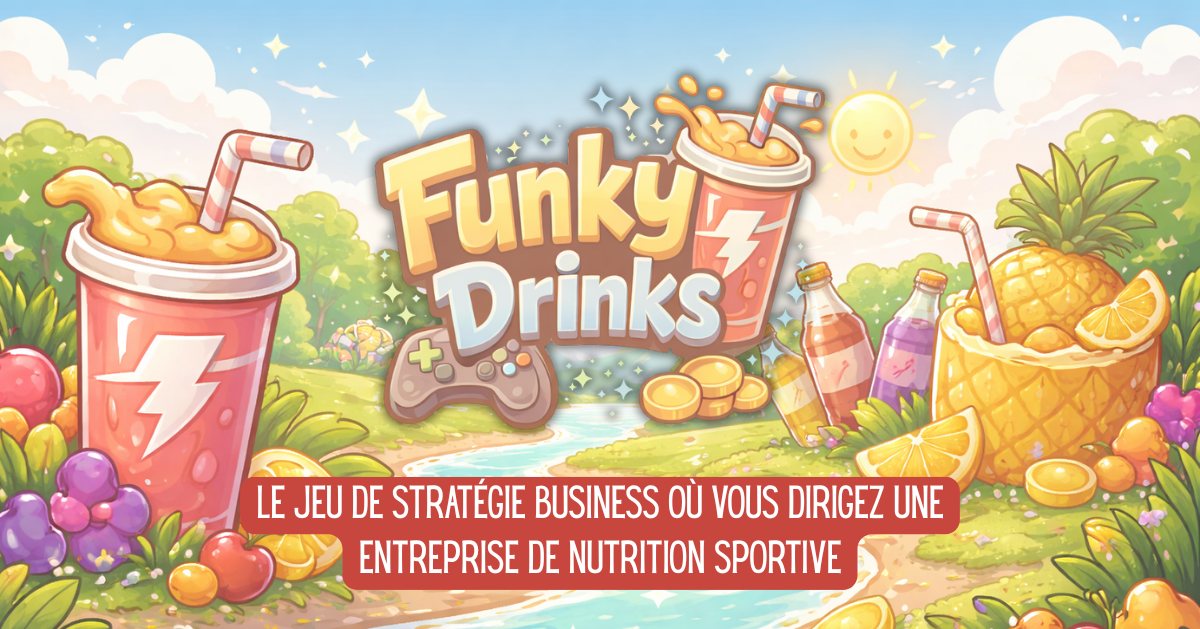 Funky
Drinks
LE JEU DE STRATÉGIE BUSINESS OÙ VOUS DIRIGEZ UNE
ENTREPRISE DE NUTRITION SPORTIVE